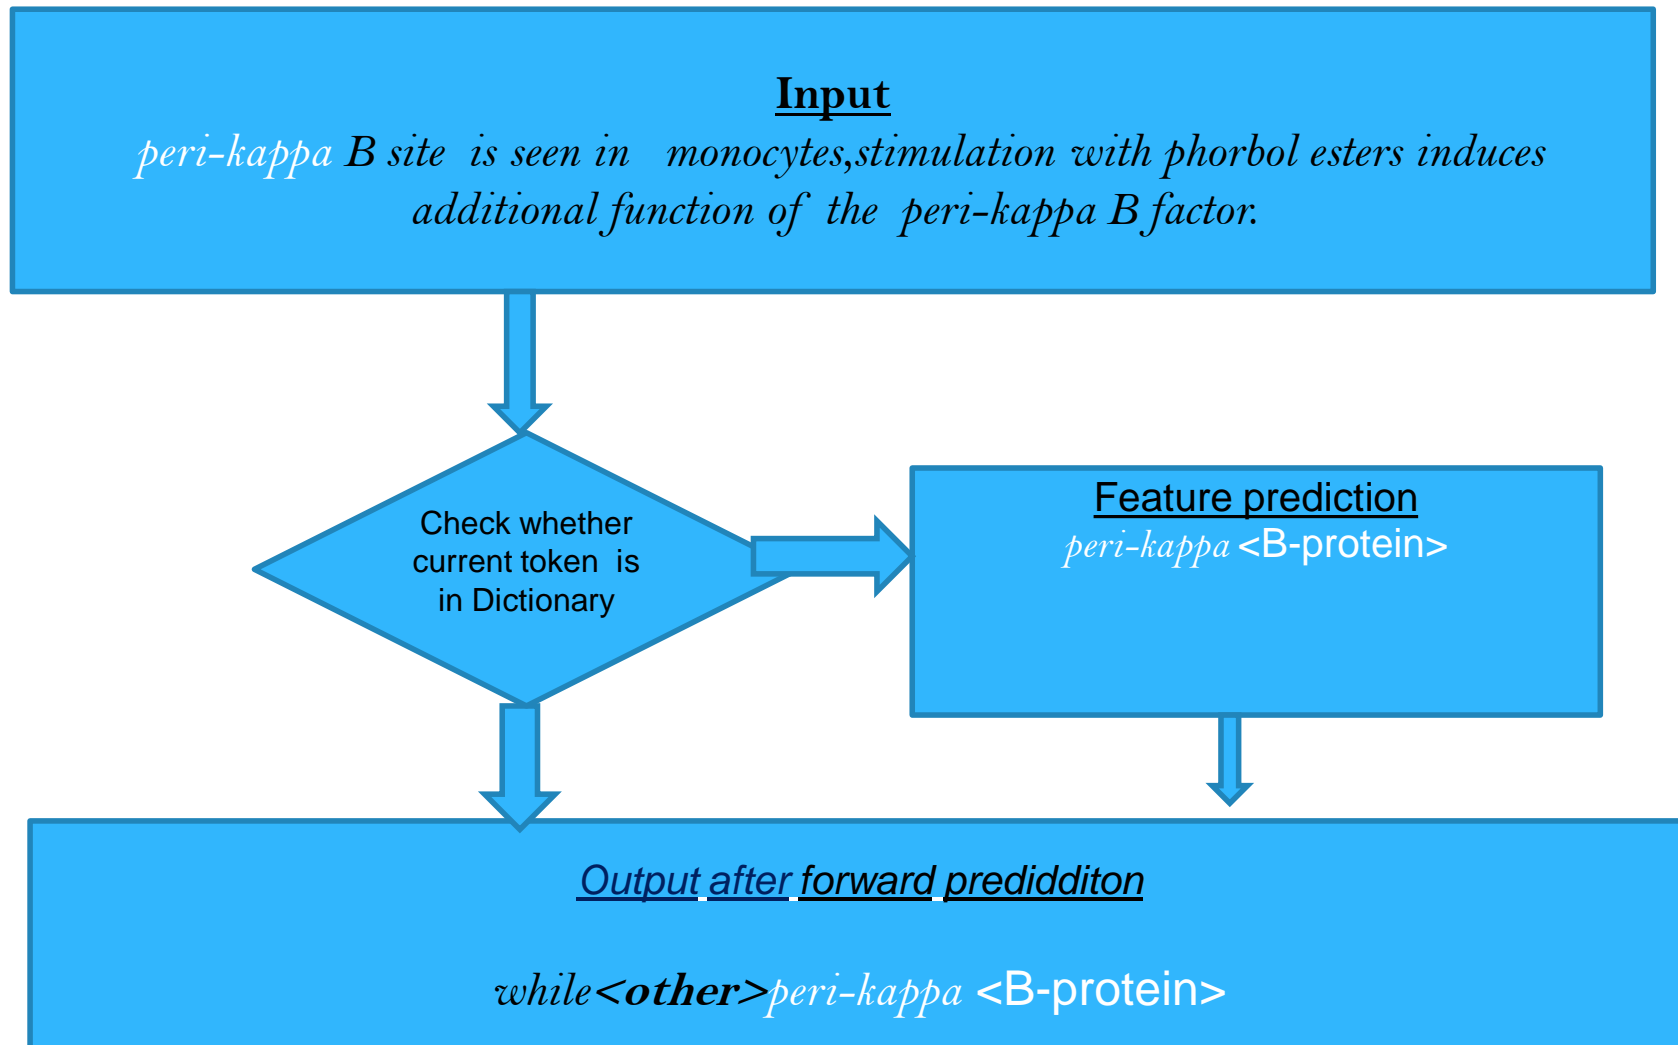 Input
peri-kappa B site is seen in monocytes,stimulation with phorbol esters induces
additional function of the peri-kappa B factor.
Check whether
current token is
in Dictionary
Feature prediction
peri-kappa <B-protein>
Output after forward predidditon
while<other>peri-kappa <B-protein>